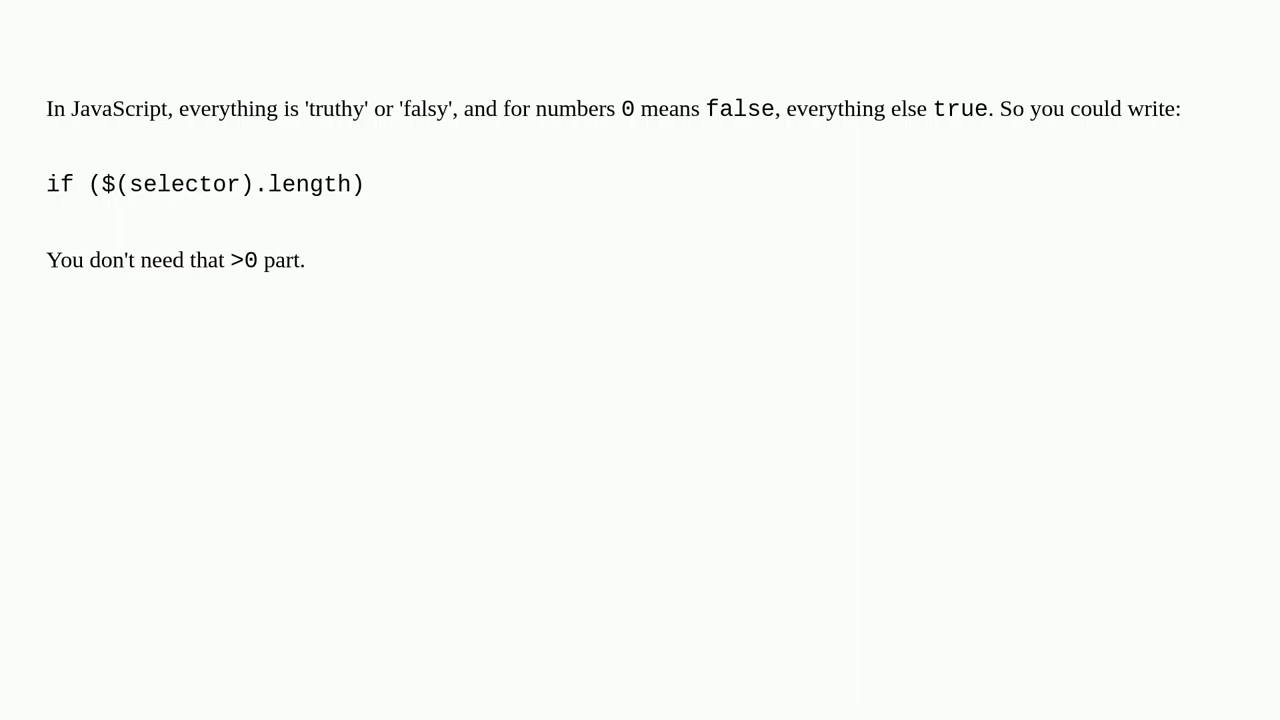 In JavaScript, everything is 'truthy' or 'falsy', and for numbers 0 means false, everything else true. So you could write:
if ($(selector).length)
You don't need that >0 part.